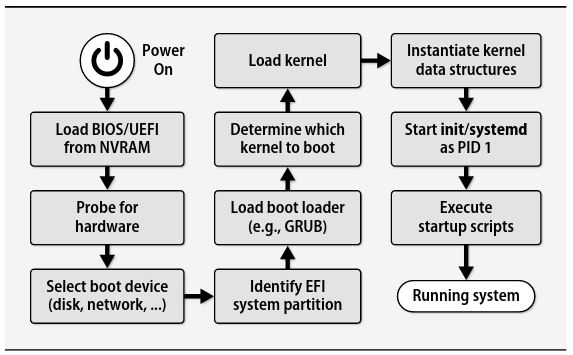 Power
On
Load BIOS/UEFI
from NVRAM
Probe for
hardware
Select boot device
(disk, network, ...)
Identify EFI
system partition
Load boot loader
(e.g., GRUB)
Determine which
kernel to boot
Load kernel
Instantiate kernel
data structures
Start init/systemd
as PID 1
Execute
startup scripts
Running system